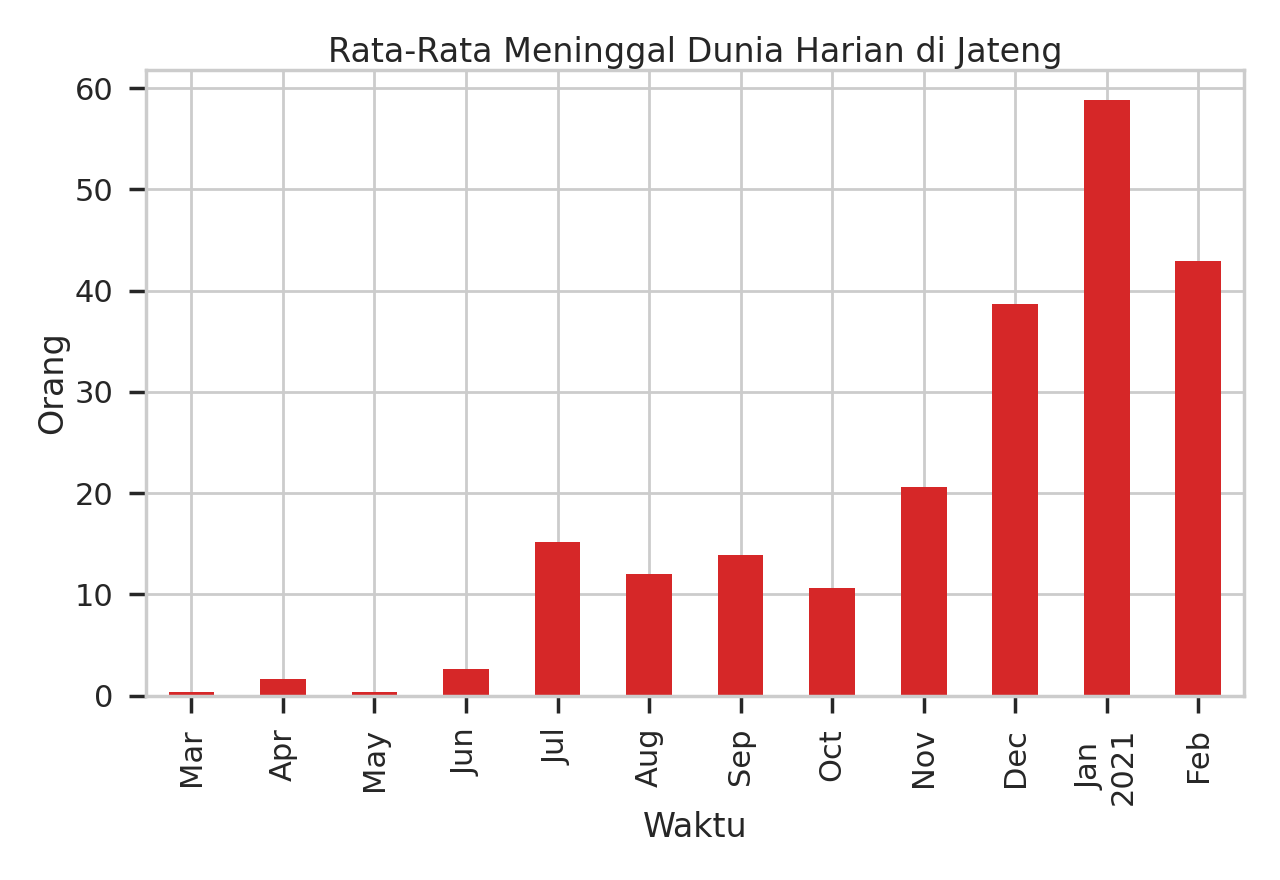 Rata-Rata Meninggal Dunia Harian di Jateng
60
50
40
30
20
10
0
Orang
Mar
Apr
May
Jun
Jul
Aug
Sep
Oct
Nov
Dec
Jan
2021
Feb
Waktu